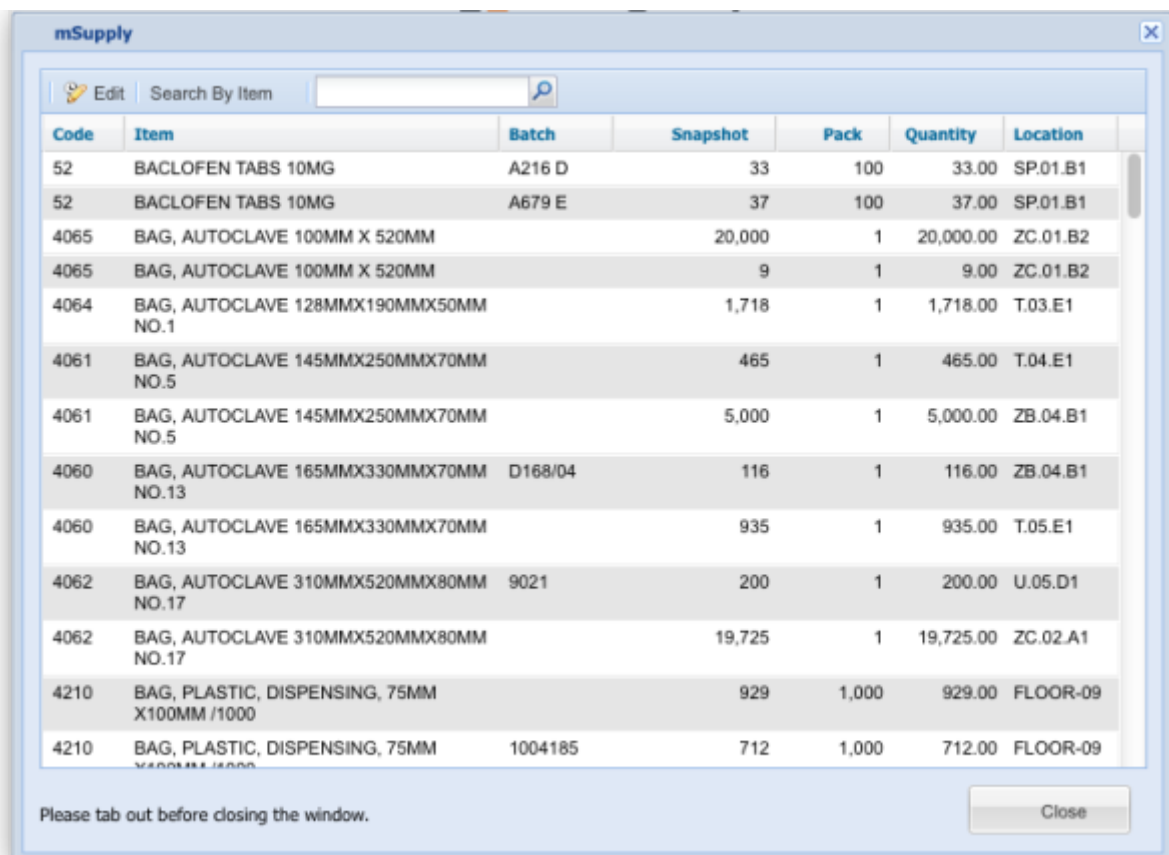 mSupply
Edit Search By Item
Code Item Batch Snapshot Pack Quantity Location
52 BACLOFEN TABS 10MG A216 D 33 100 33.00 SP.01.B1
52 BACLOFEN TABS 10MG A679 E 37 100 37.00 SP.01.B1
4065 BAG, AUTOCLAVE 100MM X 520MM 20,000 1 20,000.00 ZC.01.B2
4065 BAG, AUTOCLAVE 100MM X 520MM 9 1 9.00 ZC.01.B2
4064 BAG, AUTOCLAVE 128MMX190MMX50MM 1,718 1 1,718.00 T.03.E1
NO.1
4061 BAG, AUTOCLAVE 145MMX250MMX70MM 465 1 465.00 T.04.E1
NO.5
4061 BAG, AUTOCLAVE 145MMX250MMX70MM 5,000 1 5,000.00 ZB.04.B1
NO.5
4060 BAG, AUTOCLAVE 165MMX330MMX70MM D168/04 116 1 116.00 ZB.04.B1
NO.13
4060 BAG, AUTOCLAVE 165MMX330MMX70MM 935 1 935.00 T.05.E1
NO.13
4062 BAG, AUTOCLAVE 310MMX520MMX80MM 9021 200 1 200.00 U.05.D1
NO.17
4062 BAG, AUTOCLAVE 310MMX520MMX80MM 19,725 1 19,725.00 ZC.02.A1
NO.17
4210 BAG, PLASTIC, DISPENSING, 75MM 929 1,000 929.00 FLOOR-09
X100MM /1000
4210 BAG, PLASTIC, DISPENSING, 75MM 1004185 712 1,000 712.00 FLOOR-09
Please tab out before closing the window.
Close